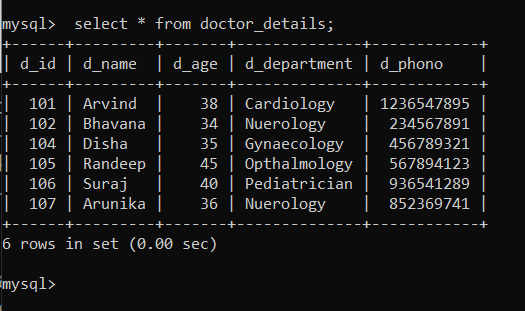 mysql>  select * from doctor_details;
+------+---------+-------+---------------+------------+
| d_id | d_name  | d_age | d_department  | d_phono    |
+------+---------+-------+---------------+------------+
|  101 | Arvind  |    38 | Cardiology    | 1236547895 |
|  102 | Bhavana |    34 | Nuerology     |  234567891 |
|  104 | Disha   |    35 | Gynaecology   |  456789321 |
|  105 | Randeep |    45 | Opthalmology  |  567894123 |
|  106 | Suraj   |    40 | Pediatrician  |  936541289 |
|  107 | Arunika |    36 | Nuerology     |  852369741 |
+------+---------+-------+---------------+------------+
6 rows in set (0.00 sec)
mysql>